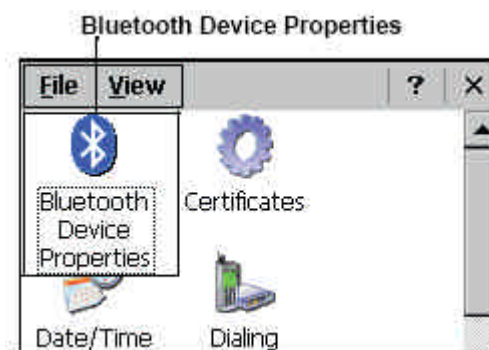 Bluetooth Device Properties
File View ? ×
Bluetooth
Device
Properties
Certificates
Date/Time
Dialing